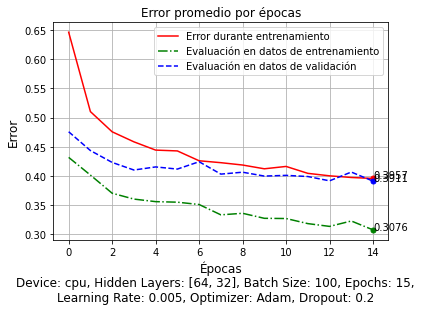 Error promedio por épocas
Error durante entrenamiento
Evaluación en datos de entrenamiento
Evaluación en datos de validación
Error
0.65
0.60
0.55
0.50
0.45
0.40
0.35
0.30
0.3957
0.3911
0.3076
0 2 4 6 8 10 12 14
Épocas
Device: cpu, Hidden Layers: [64, 32], Batch Size: 100, Epochs: 15,
Learning Rate: 0.005, Optimizer: Adam, Dropout: 0.2